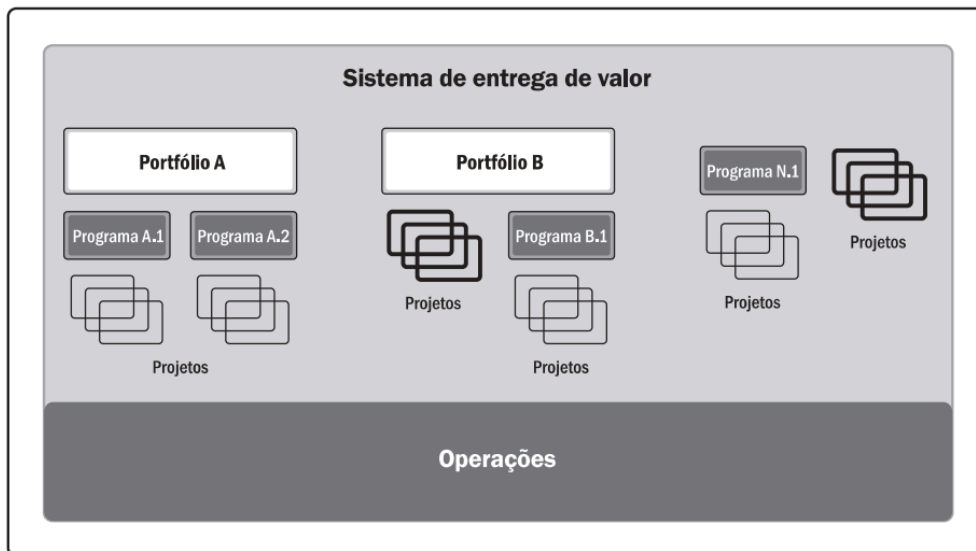 Sistema de entrega de valor
Portfólio A
Portfólio B
Programa N.1
Programa A.1
Programa A.2
Programa B.1
Projetos
Projetos
Projetos
Projetos
Projetos
Operações